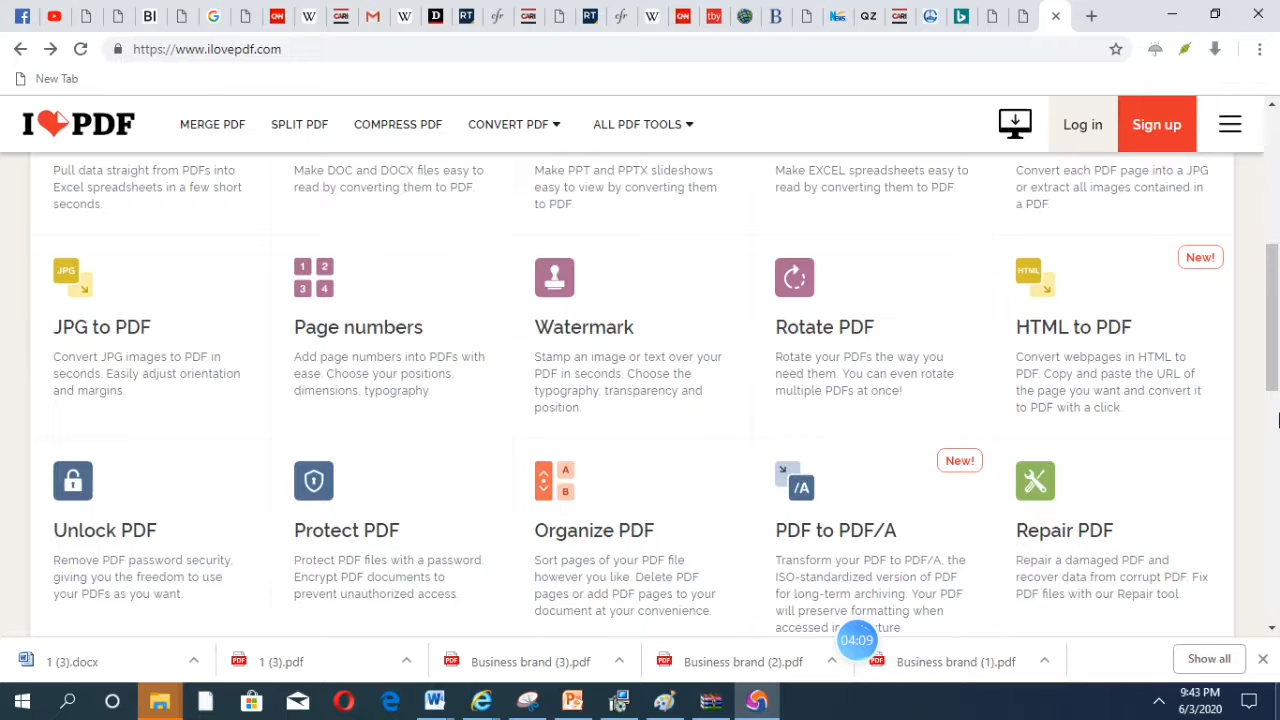 BI
G
CNN
W
CARI
W
D
RT
sfr
CARI
RT
sfr
W
CNN
tby
B
News
QZ
CARI
https://www.ilovepdf.com
New Tab
I PDF
MERGE PDF
SPLIT PDF
COMPRESS PDF
CONVERT PDF
ALL PDF TOOLS
Log in
Sign up
Pull data straight from PDFs into
Excel spreadsheets in a few short
seconds.
Make DOC and DOCX files easy to
read by converting them to PDF.
Make PPT and PPTX slideshows
easy to view by converting them
to PDF.
Make EXCEL spreadsheets easy to
read by converting them to PDF.
Convert each PDF page into a JPG
or extract all images contained in
a PDF.
JPG
JPG to PDF
Convert JPG images to PDF in
seconds. Easily adjust orientation
and margins.
1 2
3 4
Page numbers
Add page numbers into PDFs with
ease. Choose your positions,
dimensions, typography.
Watermark
Stamp an image or text over your
PDF in seconds. Choose the
typography, transparency and
position.
Rotate PDF
Rotate your PDFs the way you
need them. You can even rotate
multiple PDFs at once!
New!
HTML
HTML to PDF
Convert webpages in HTML to
PDF. Copy and paste the URL of
the page you want and convert it
to PDF with a click.
Unlock PDF
Remove PDF password security,
giving you the freedom to use
your PDFs as you want.
Protect PDF
Protect PDF files with a password.
Encrypt PDF documents to
prevent unauthorized access.
A
B
Organize PDF
Sort pages of your PDF file
however you like. Delete PDF
pages or add PDF pages to your
document at your convenience.
New!
/A
PDF to PDF/A
Transform your PDF to PDF/A, the
ISO-standardized version of PDF
for long-term archiving. Your PDF
will preserve formatting when
accessed in
Repair PDF
Repair a damaged PDF and
recover data from corrupt PDF. Fix
PDF files with our Repair tool.
04:09
1 (3).docx
1 (3).pdf
Business brand (3).pdf
Business brand (2).pdf
Business brand (1).pdf
Show all
9:43 PM
6/3/2020